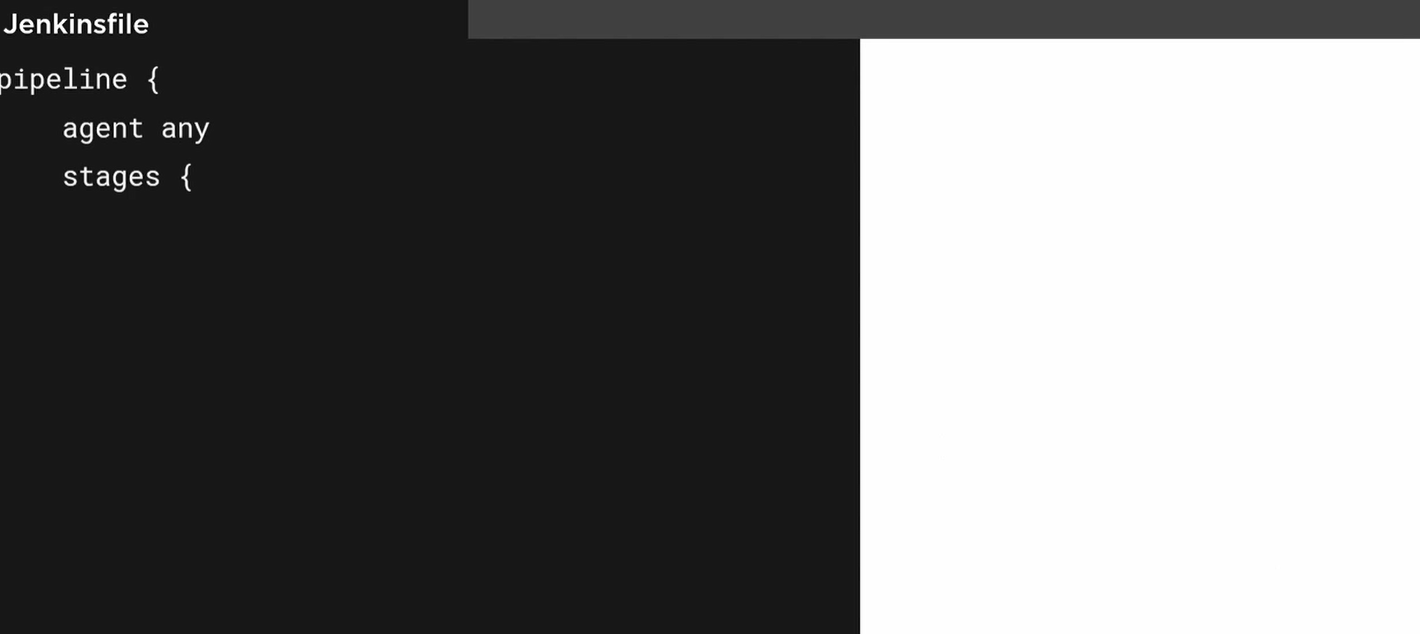 Jenkinsfile
pipeline {
    agent any
    stages {